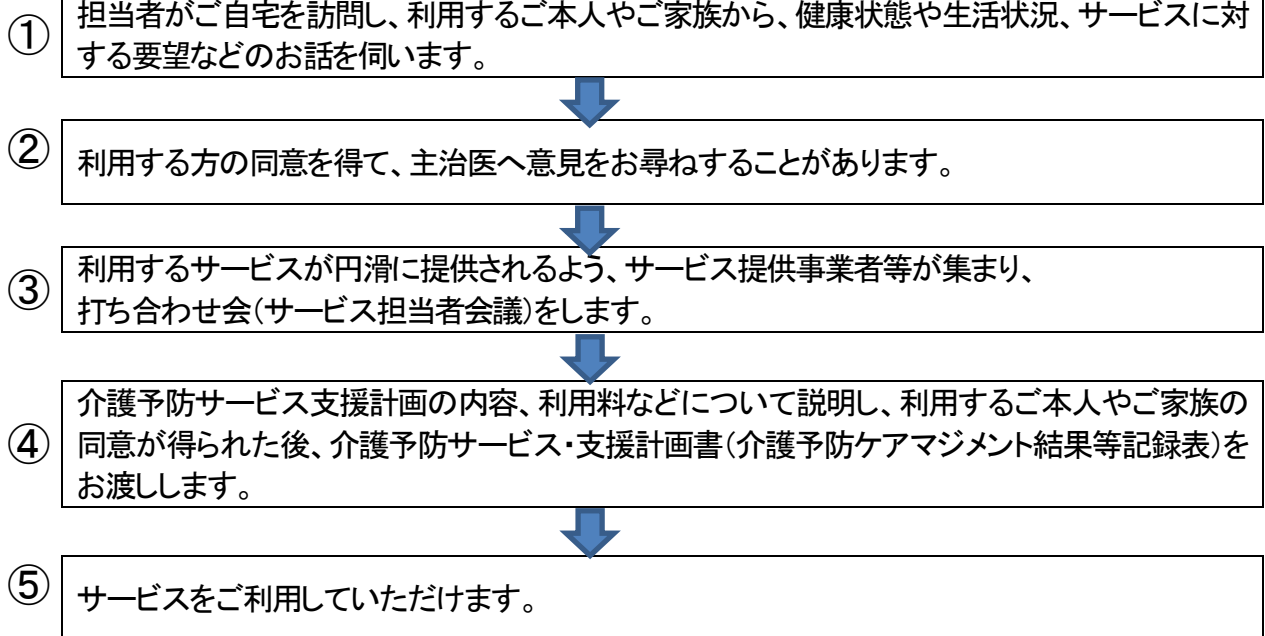 ①
担当者がご自宅を訪問し、利用するご本人やご家族から、健康状態や生活状況、サービスに対
する要望などのお話を伺います。
②
利用する方の同意を得て、主治医へ意見をお尋ねすることがあります。
③
利用するサービスが円滑に提供されるよう、サービス提供事業者等が集まり、
打ち合わせ会(サービス担当者会議)をします。
④
介護予防サービス支援計画の内容、利用料などについて説明し、利用するご本人やご家族の
同意が得られた後、介護予防サービス・支援計画書(介護予防ケアマジメント結果等記録表)を
お渡しします。
⑤
サービスをご利用していただけます。